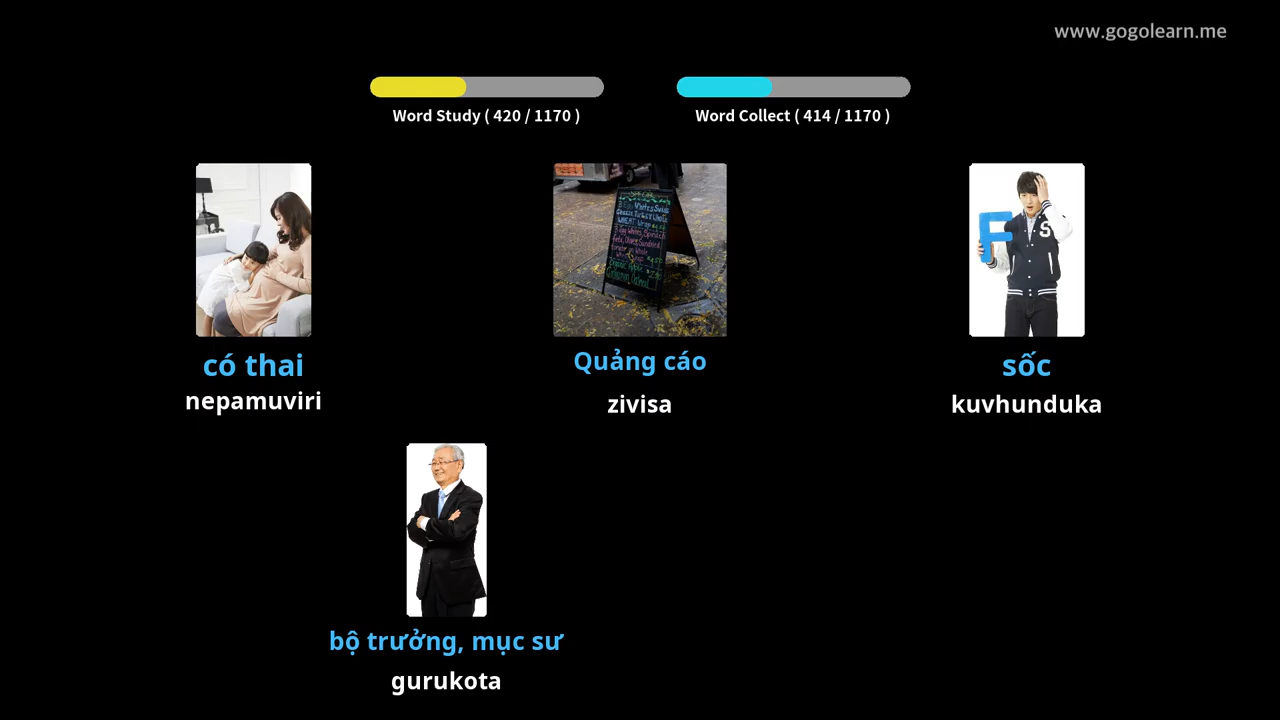 www.gogolearn.me
Word Study ( 420 / 1170 )
Word Collect ( 414 / 1170 )
SPECIAL
F
S
có thai
Quảng cáo
sốc
nepamuviri
zivisa
kuvhunduka
bộ trưởng, mục sư
gurukota